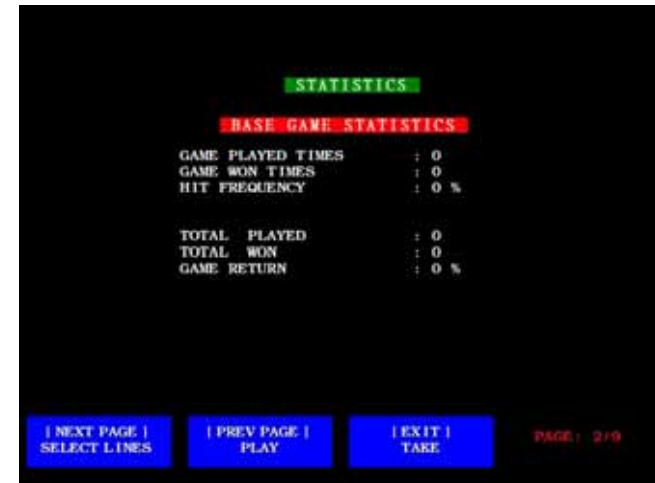 STATISTICS
BASE GAME STATISTICS
GAME PLAYED TIMES : 0
GAME WON TIMES : 0
HIT FREQUENCY : 0 %
TOTAL PLAYED : 0
TOTAL WON : 0
GAME RETURN : 0 %
[ NEXT PAGE ] [ PREV PAGE ] [ EXIT ]
SELECT LINES PLAY TAKE
PAGE: 2/9